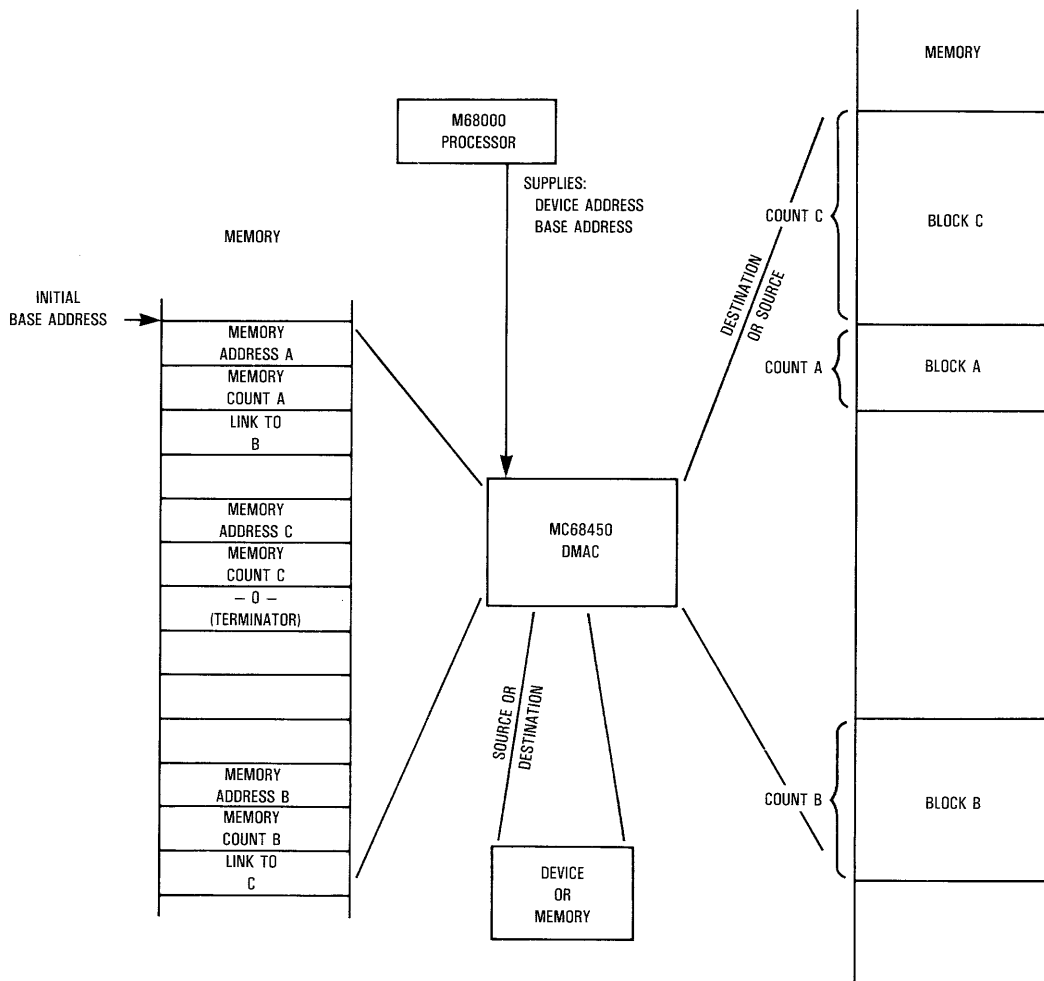 MEMORY
M68000
PROCESSOR
SUPPLIES:
DEVICE ADDRESS
BASE ADDRESS
MEMORY
INITIAL
BASE ADDRESS
MEMORY
ADDRESS A
MEMORY
COUNT A
LINK TO
B
MEMORY
ADDRESS C
MEMORY
COUNT C
— 0 —
(TERMINATOR)
MEMORY
ADDRESS B
MEMORY
COUNT B
LINK TO
C
MC68450
DMAC
SOURCE OR
DESTINATION
DEVICE
OR
MEMORY
DESTINATION
OR SOURCE
COUNT C
BLOCK C
COUNT A
BLOCK A
COUNT B
BLOCK B